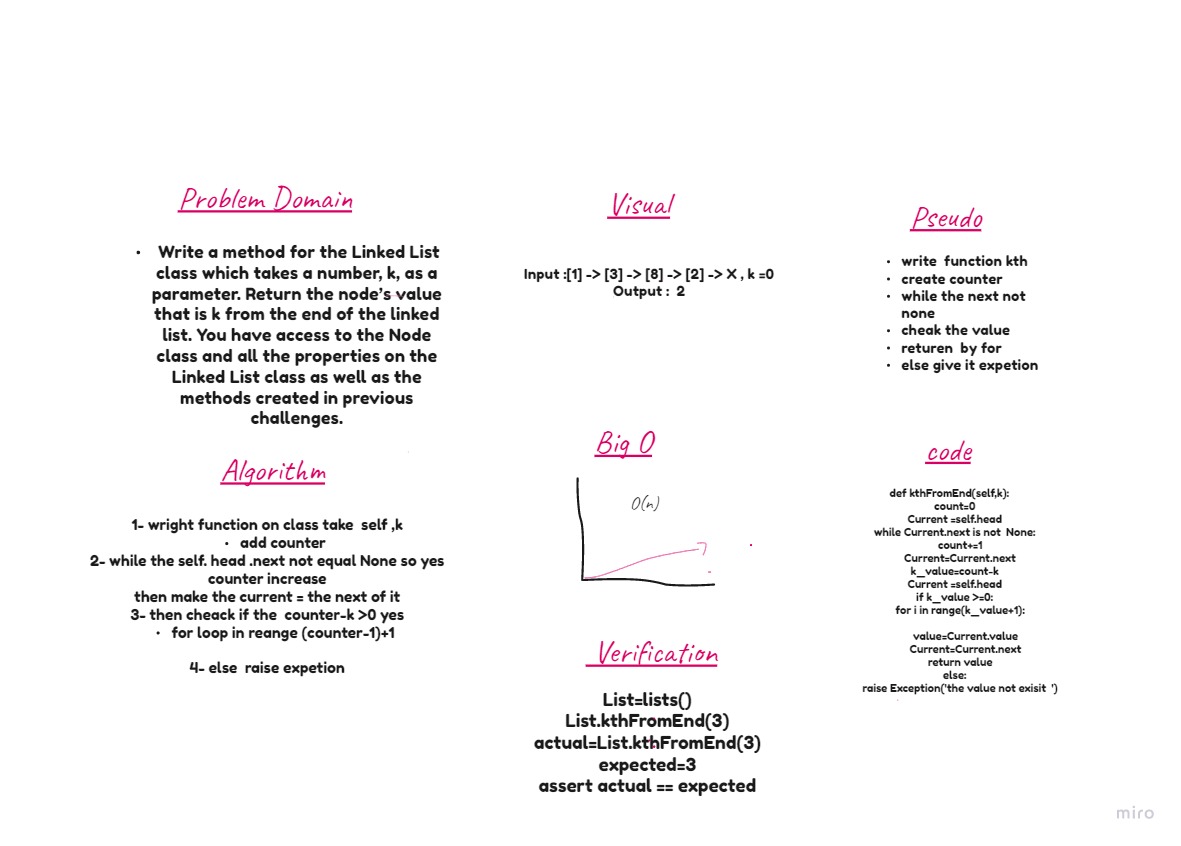 Problem Domain
• Write a method for the Linked List
class which takes a number, k, as a
parameter. Return the node's value
that is k from the end of the linked
list. You have access to the Node
class and all the properties on the
Linked List class as well as the
methods created in previous
challenges.
Algorithm
1- wright function on class take self ,k
• add counter
2- while the self. head .next not equal None so yes
counter increase
then make the current = the next of it
3- then cheack if the counter-k >0 yes
• for loop in reange (counter-1)+1
4- else raise expetion
Visual
Input :[1] -> [3] -> [8] -> [2] -> X , k =0
Output : 2
Big O
O(n)
Verification
List=lists()
List.kthFromEnd(3)
actual=List.kthFromEnd(3)
expected=3
assert actual == expected
Pseudo
• write function kth
• create counter
• while the next not
none
• cheak the value
• returen by for
• else give it expetion
code
def kthFromEnd(self,k):
count=0
Current =self.head
while Current.next is not None:
count+=1
Current=Current.next
k_value=count-k
Current =self.head
if k_value >=0:
for i in range(k_value+1):
value=Current.value
Current=Current.next
return value
else:
raise Exception('the value not exisit ')
miro